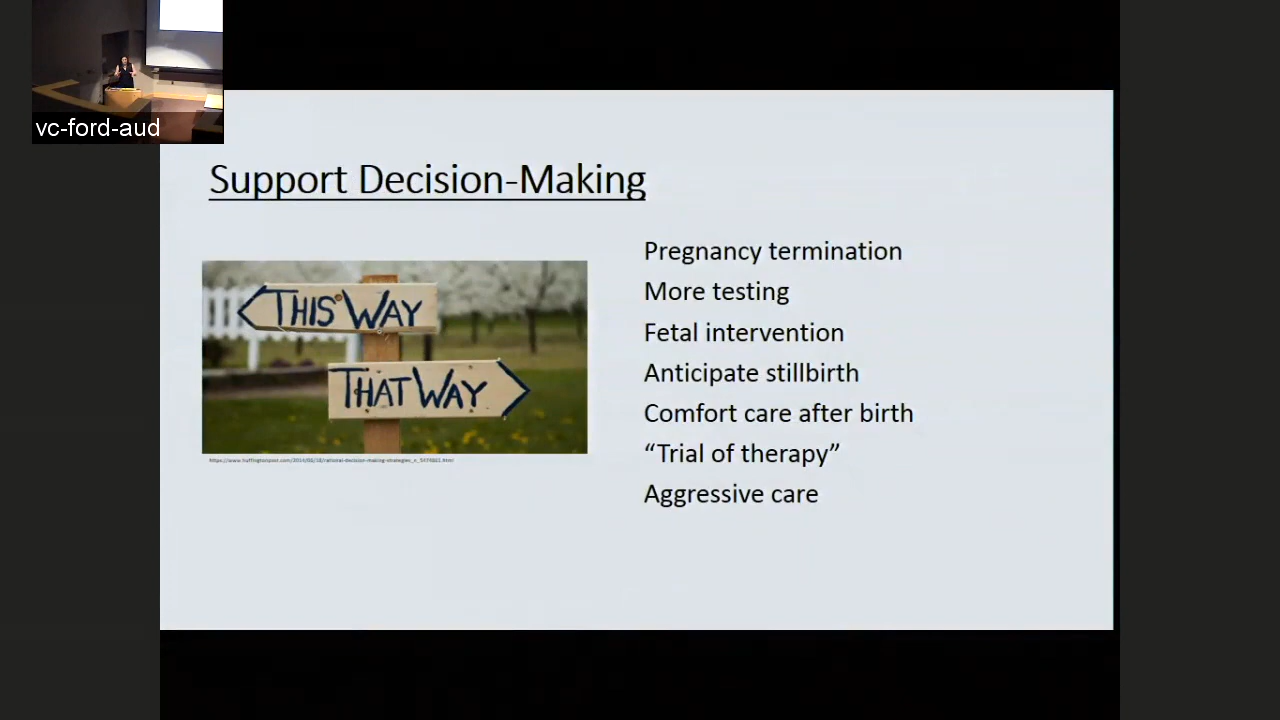 vc-ford-aud
Support Decision-Making
THIS WAY
THAT WAY
Pregnancy termination
More testing
Fetal intervention
Anticipate stillbirth
Comfort care after birth
“Trial of therapy”
Aggressive care